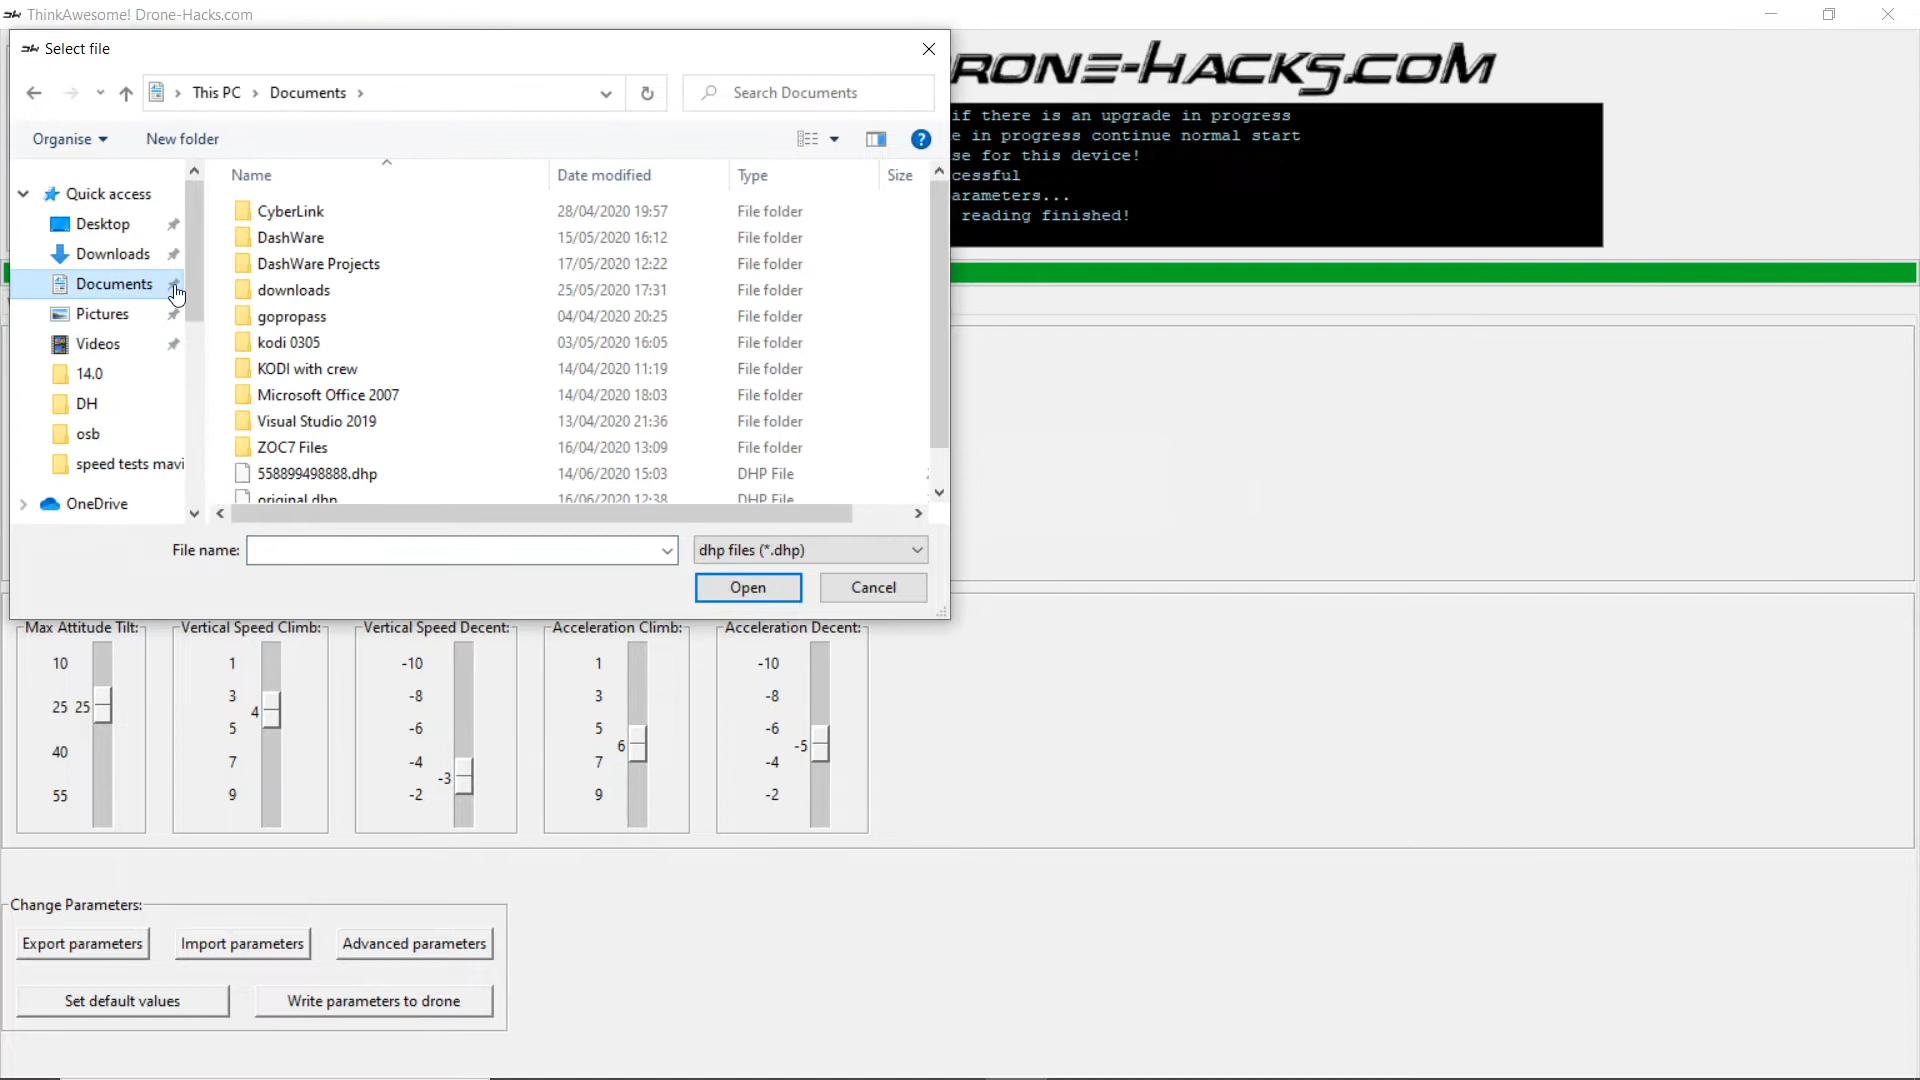 ThinkAwesome! Drone-Hacks.com
Select file
This PC > Documents >
Search Documents
Organise
New folder
Name
Date modified
Type
Size
Quick access
Desktop
Downloads
Documents
Pictures
Videos
14.0
DH
osb
speed tests mavi
OneDrive
CyberLink 28/04/2020 19:57 File folder
DashWare 15/05/2020 16:12 File folder
DashWare Projects 17/05/2020 12:22 File folder
downloads 25/05/2020 17:31 File folder
gopropass 04/04/2020 20:25 File folder
kodi 0305 03/05/2020 16:05 File folder
KODI with crew 14/04/2020 11:19 File folder
Microsoft Office 2007 14/04/2020 18:03 File folder
Visual Studio 2019 13/04/2020 21:36 File folder
ZOC7 Files 16/04/2020 13:09 File folder
558899498888.dhp 14/06/2020 15:03 DHP File
original.dhp 16/06/2020 12:38 DHP File
File name:
dhp files (*.dhp)
Open
Cancel
RONE-HACKS.COM
if there is an upgrade in progress
e in progress continue normal start
se for this device!
cessful
arameters...
reading finished!
Max Attitude Tilt:
10
25 25
40
55
Vertical Speed Climb:
1
3
4
5
7
9
Vertical Speed Decent:
-10
-8
-6
-4
-3
-2
Acceleration Climb:
1
3
5
6
7
9
Acceleration Decent:
-10
-8
-6
-5
-4
-2
Change Parameters:
Export parameters
Import parameters
Advanced parameters
Set default values
Write parameters to drone